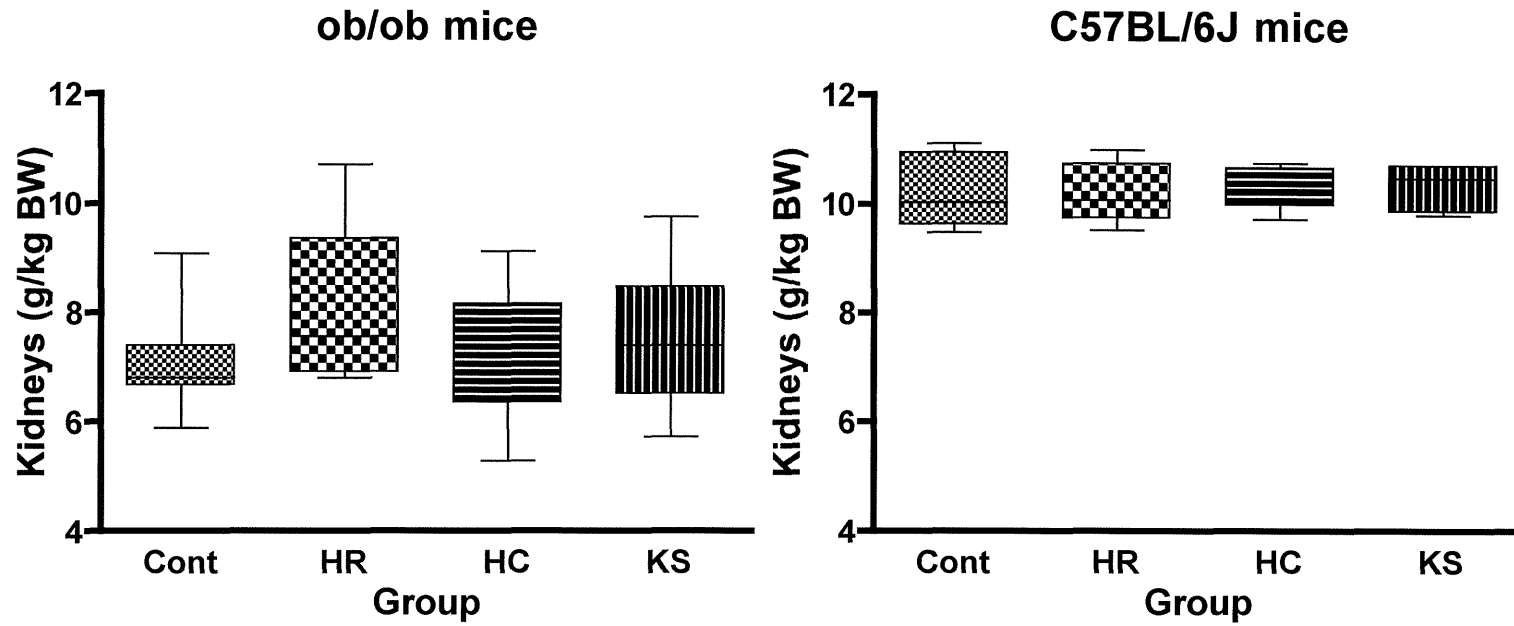 ob/ob mice
12
10
8
6
4
Kidneys (g/kg BW)
Cont HR HC KS
Group
C57BL/6J mice
12
10
8
6
4
Kidneys (g/kg BW)
Cont HR HC KS
Group